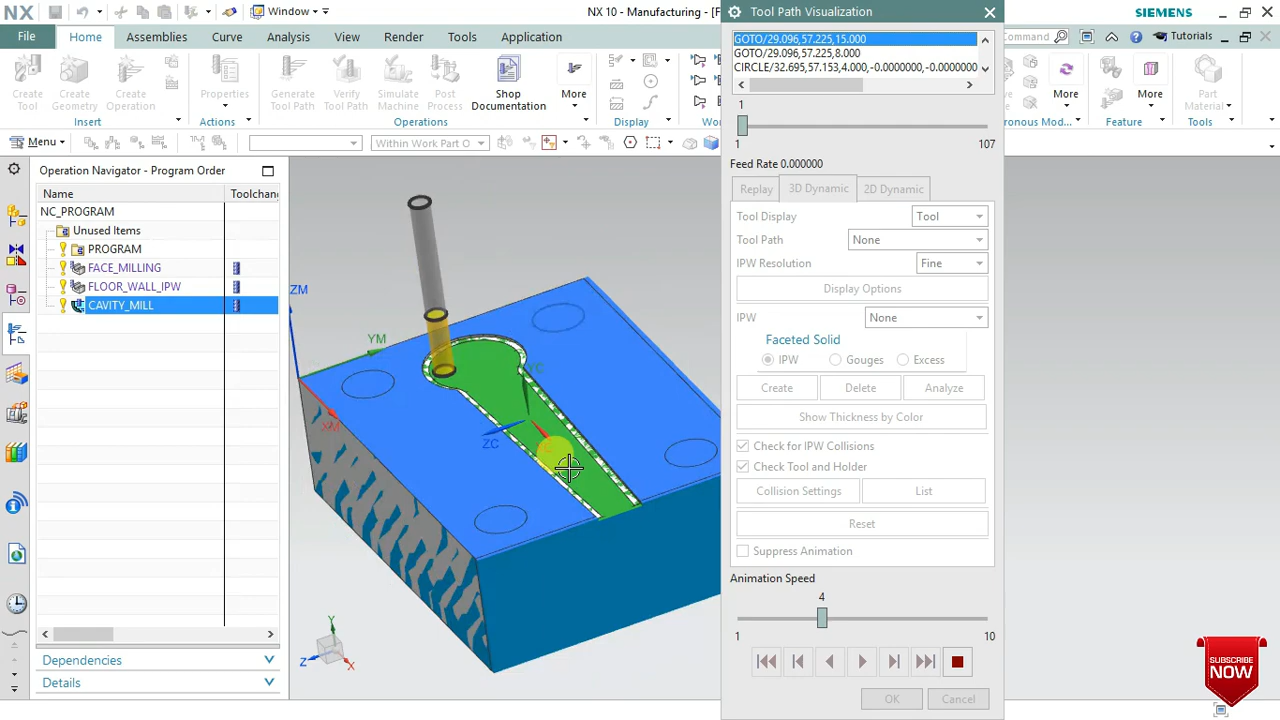 NX
Window
NX 10 - Manufacturing - [F
Tool Path Visualization
SIEMENS
File
Home
Assemblies
Curve
Analysis
View
Render
Tools
Application
Command
Tutorials
Create Tool
Create Geometry
Create Operation
Properties
Generate Tool Path
Verify Tool Path
Simulate Machine
Post Process
Shop Documentation
More
More
More
Part Material
Insert
Actions
Operations
Display
Wor
ronous Mod...
Feature
Tools
Menu
Within Work Part O
GOTO/29.096,57.225,15.000
GOTO/29.096,57.225,8.000
CIRCLE/32.695,57.153,4.000,-0.0000000,-0.0000000
1
1
107
Feed Rate 0.000000
Replay
3D Dynamic
2D Dynamic
Tool Display
Tool
Tool Path
None
IPW Resolution
Fine
Display Options
IPW
None
Faceted Solid
IPW
Gouges
Excess
Create
Delete
Analyze
Show Thickness by Color
Check for IPW Collisions
Check Tool and Holder
Collision Settings
List
Reset
Suppress Animation
Animation Speed
4
1
10
OK
Cancel
Operation Navigator - Program Order
Name
Toolchang
NC_PROGRAM
Unused Items
PROGRAM
FACE_MILLING
FLOOR_WALL_IPW
CAVITY_MILL
Dependencies
Details
ZM
YM
XM
YC
ZC
Y
Z
X
SUBSCRIBE
NOW